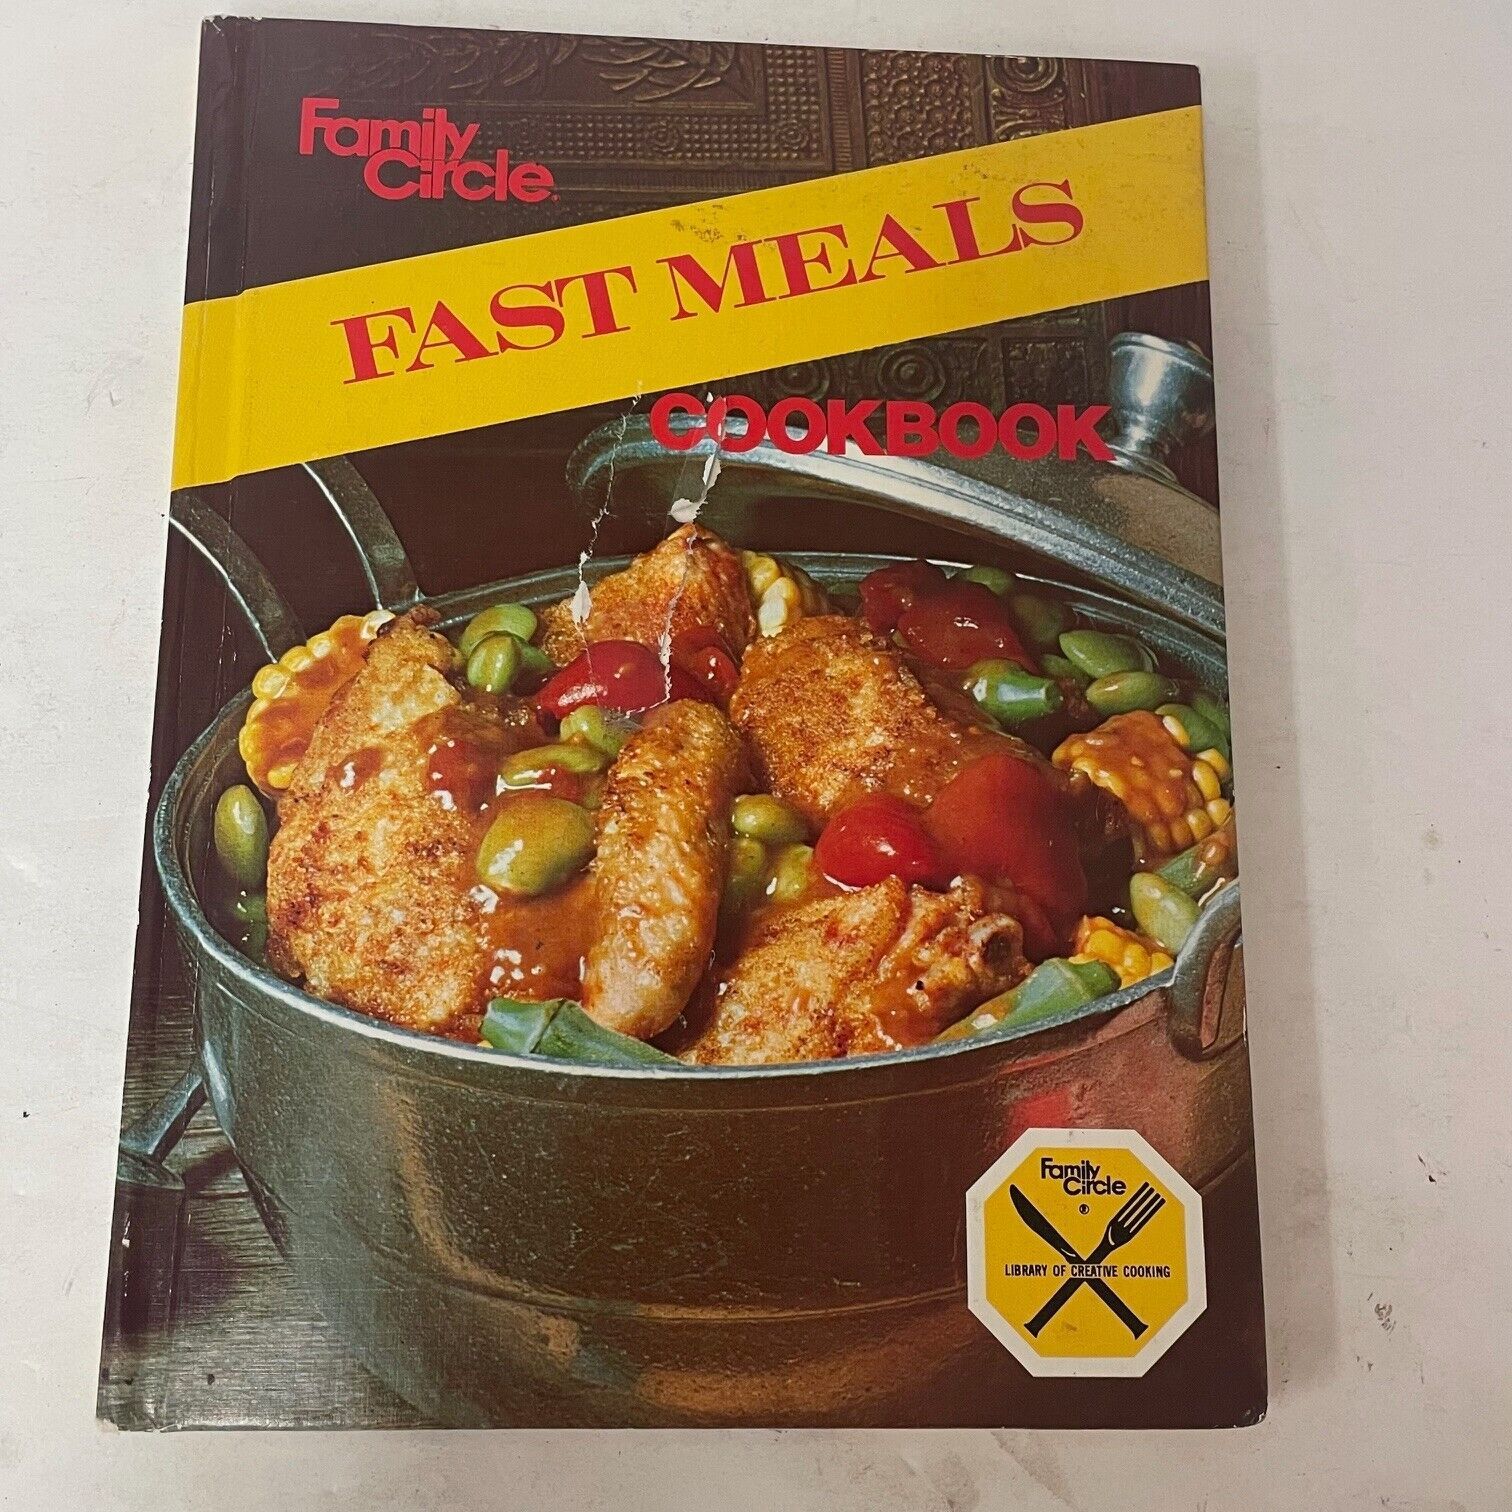 Family
Circle
FAST MEALS
COOKBOOK
Family
Circle
®
LIBRARY OF CREATIVE COOKING